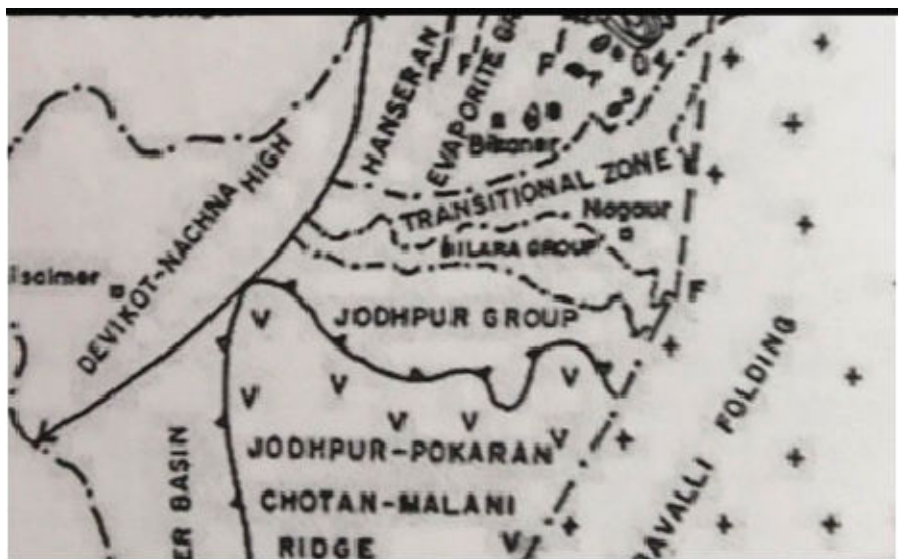 HANSERAN
EVAPORITE
Bikaner
TRANSITIONAL ZONE
Nagaur
BILARA GROUP
DEVIKOT-NACHNA
HIGH
JODHPUR GROUP
F
F
F
F
JODHPUR-POKARAN
CHOTAN-MALANI
RIDGE
BASIN
FOLDING
V
V
V
V
V
V
V
V